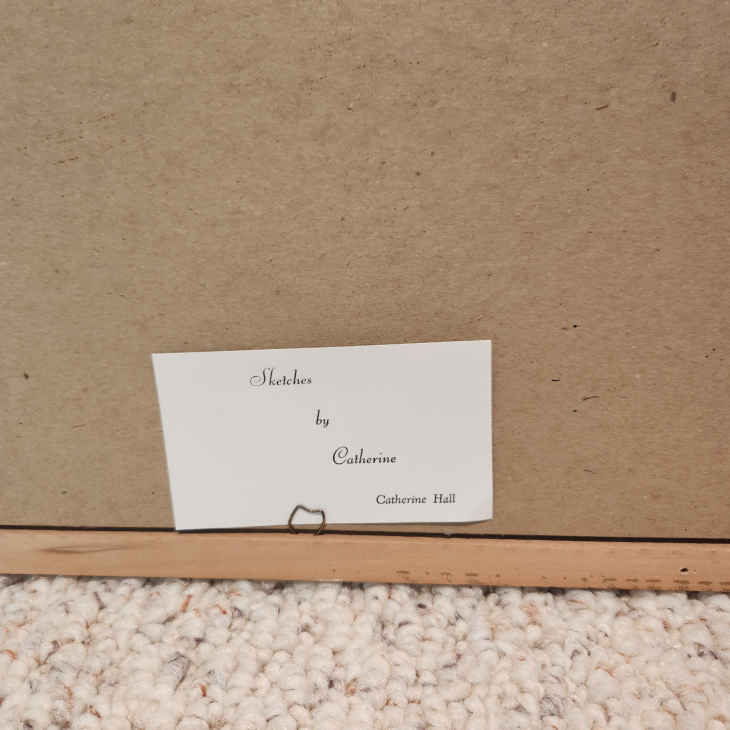 Sketches
by
Catherine
Catherine Hall